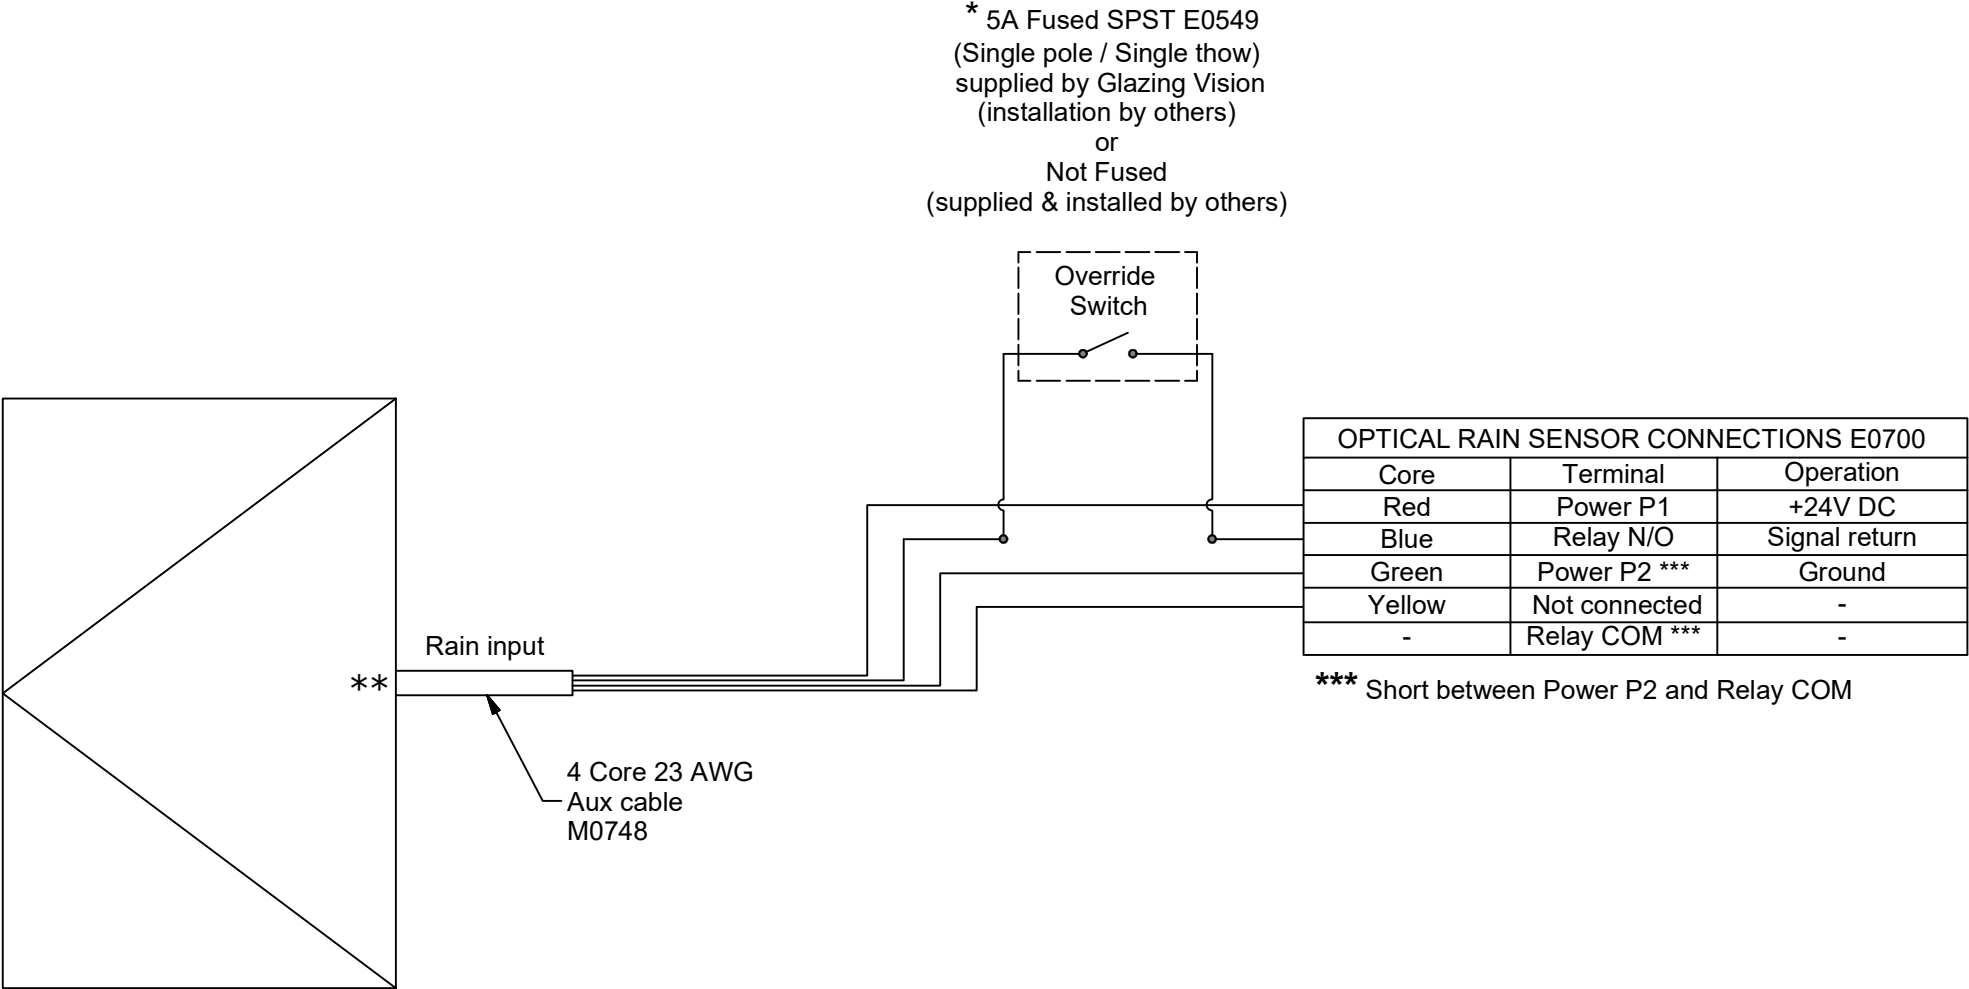 * 5A Fused SPST E0549
(Single pole / Single thow)
supplied by Glazing Vision
(installation by others)
or
Not Fused
(supplied & installed by others)
Override
Switch
OPTICAL RAIN SENSOR CONNECTIONS E0700
Core Terminal Operation
Red Power P1 +24V DC
Blue Relay N/O Signal return
Green Power P2 *** Ground
Yellow Not connected -
- Relay COM *** -
*** Short between Power P2 and Relay COM
Rain input
**
4 Core 23 AWG
Aux cable
M0748